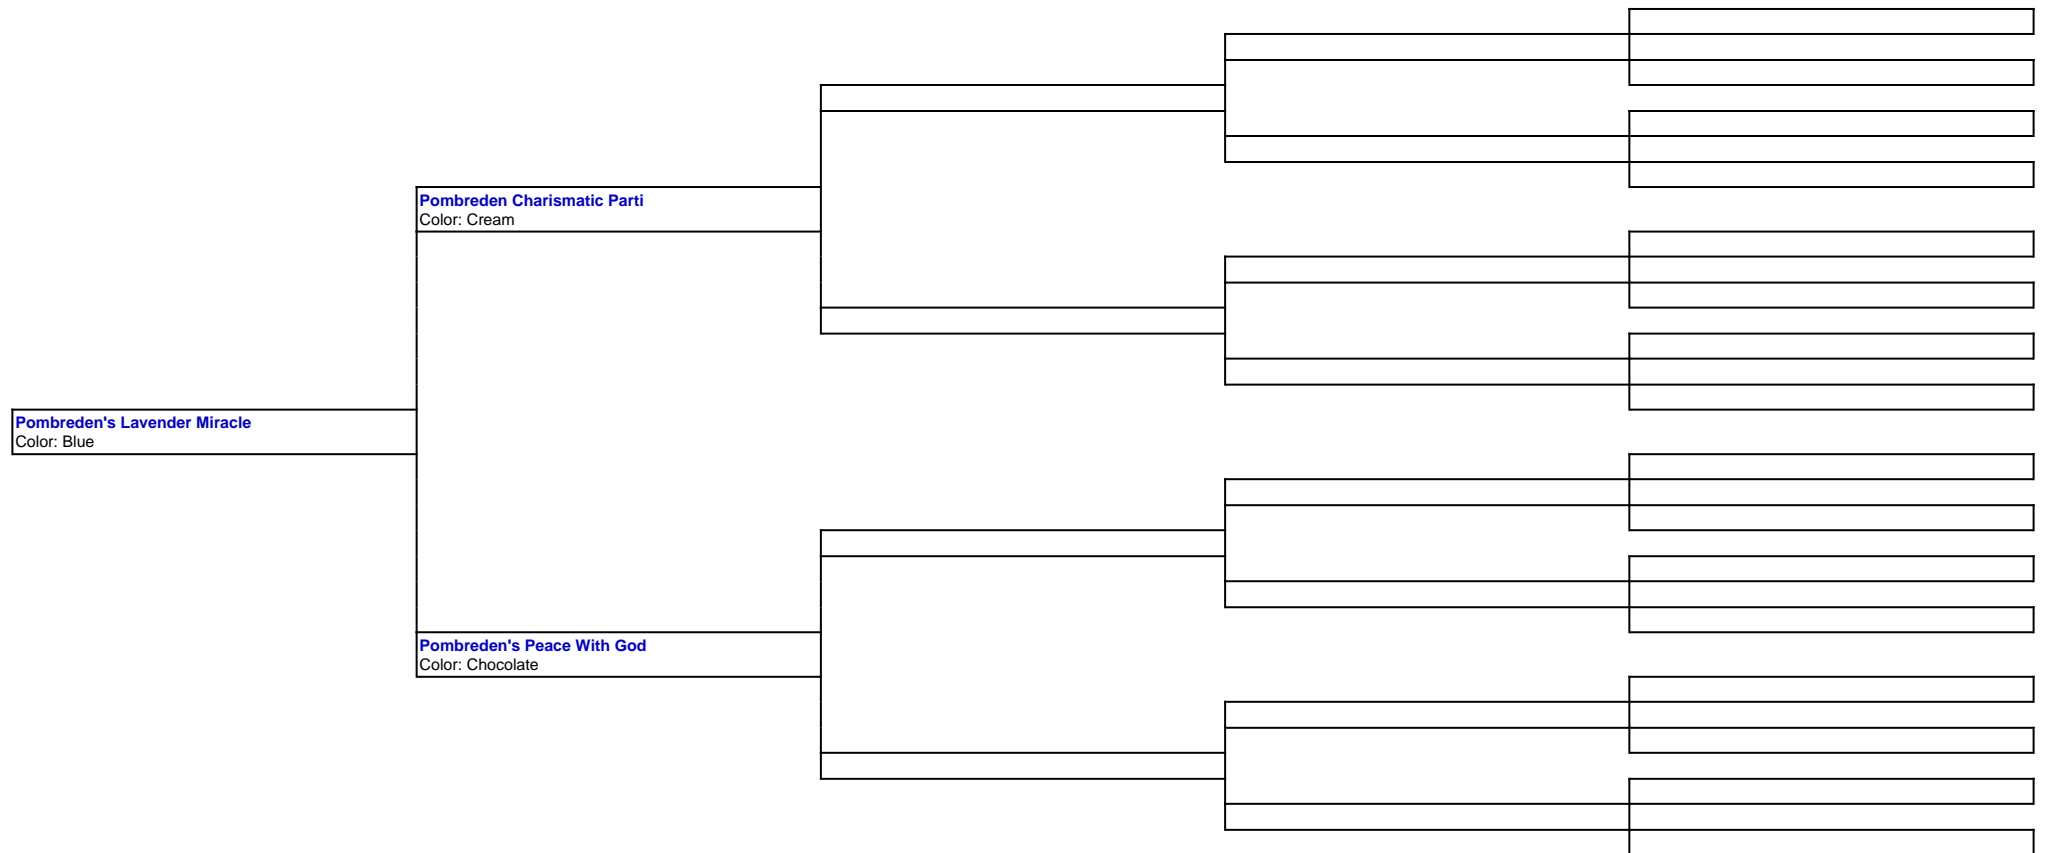 Pombreden Charismatic Parti
Color: Cream
Pombreden's Lavender Miracle
Color: Blue
Pombreden's Peace With God
Color: Chocolate